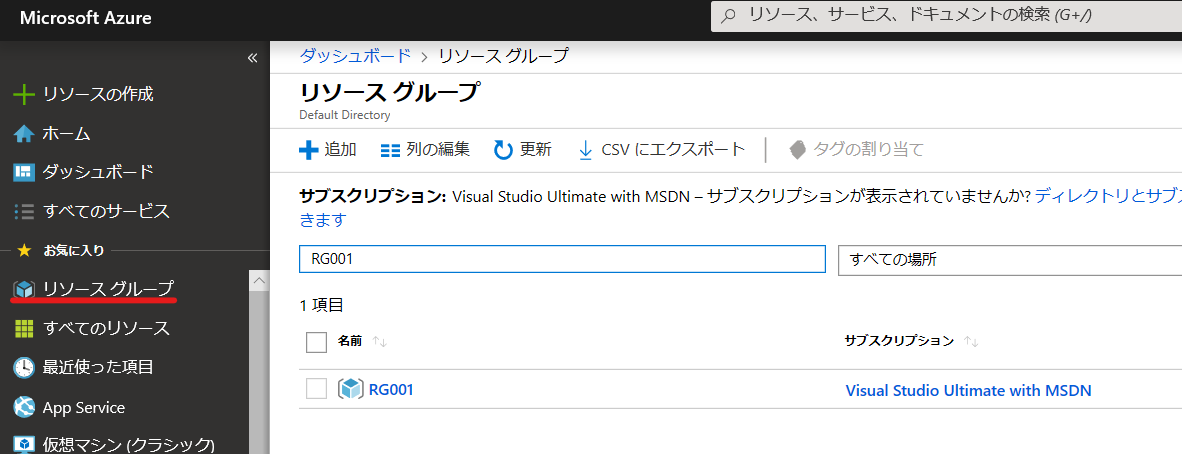 Microsoft Azure
リソース、サービス、ドキュメントの検索 (G+/)
«
リソースの作成
ホーム
ダッシュボード
すべてのサービス
お気に入り
リソース グループ
すべてのリソース
最近使った項目
App Service
仮想マシン (クラシック)
ダッシュボード > リソース グループ
リソース グループ
Default Directory
追加 列の編集 更新 CSV にエクスポート タグの割り当て
サブスクリプション: Visual Studio Ultimate with MSDN – サブスクリプションが表示されていませんか? ディレクトリとサブス
きます
RG001 すべての場所
1 項目
名前 ↑↓ サブスクリプション ↑↓
RG001 Visual Studio Ultimate with MSDN